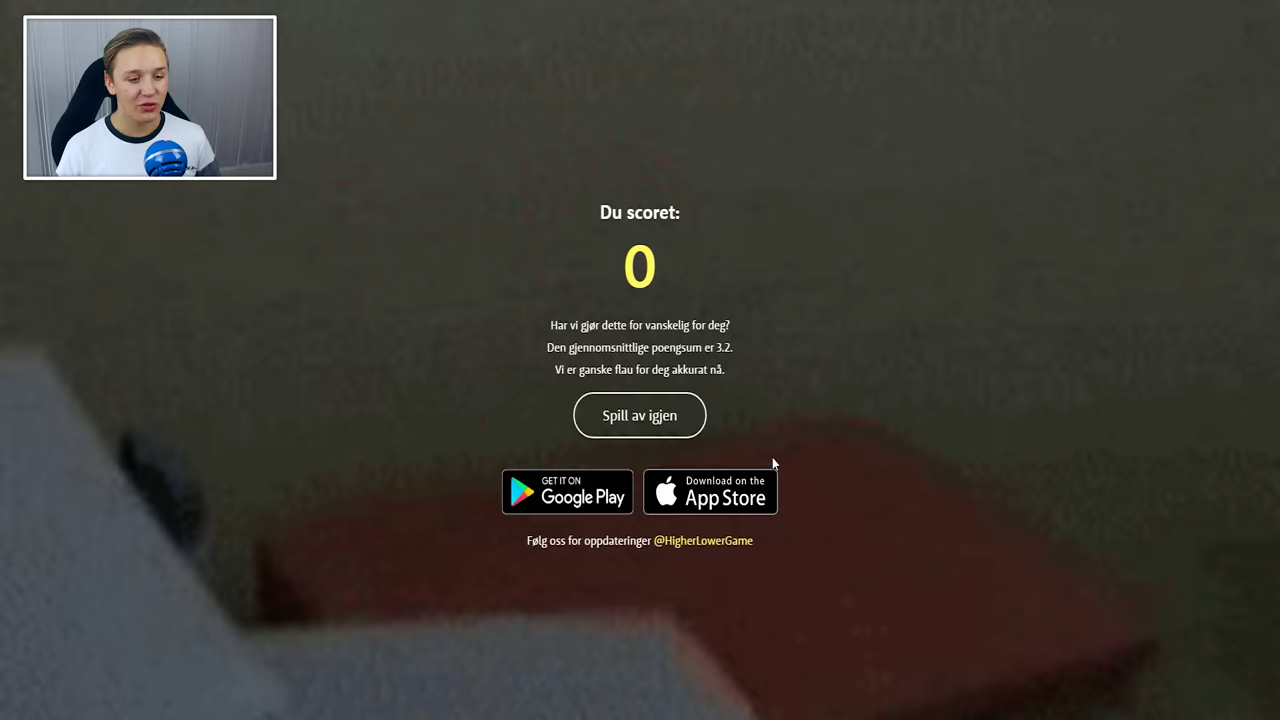 Du scoret:
0
Har vi gjør dette for vanskelig for deg?
Den gjennomsnittlige poengsum er 3.2.
Vi er ganske flau for deg akkurat nå.
Spill av igjen
GET IT ON
Google Play
Download on the
App Store
Følg oss for oppdateringer @HigherLowerGame